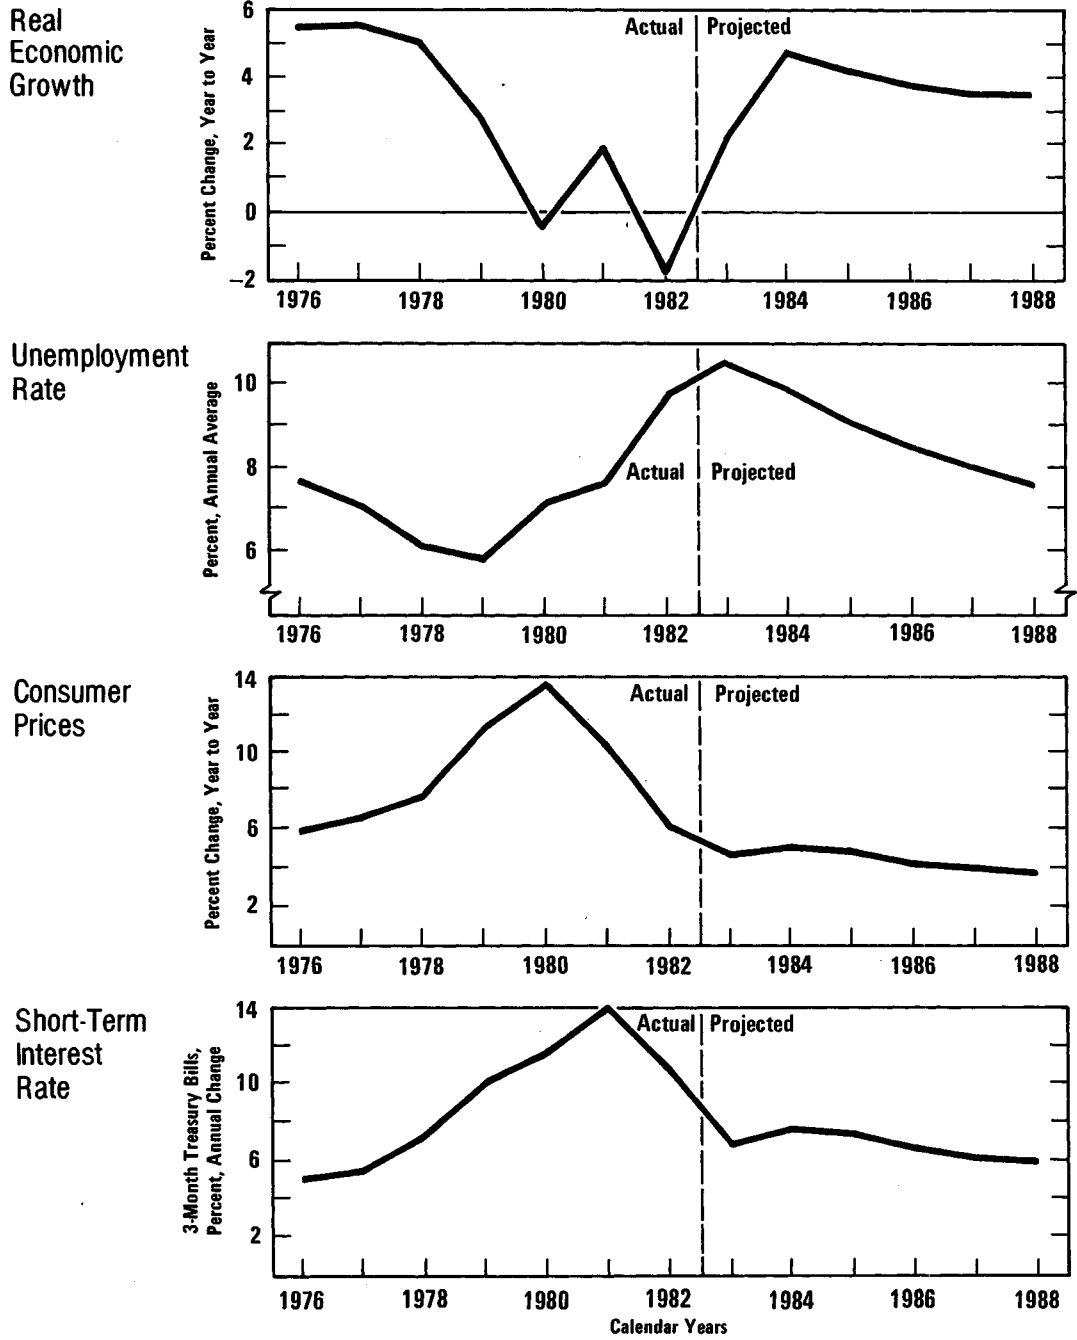 Real
Economic
Growth
Percent Change, Year to Year
6
4
2
0
−2
Actual
Projected
1976 1978 1980 1982 1984 1986 1988
Unemployment
Rate
Percent, Annual Average
10
8
6
Actual
Projected
1976 1978 1980 1982 1984 1986 1988
Consumer
Prices
Percent Change, Year to Year
14
10
6
2
Actual
Projected
1976 1978 1980 1982 1984 1986 1988
Short-Term
Interest
Rate
3-Month Treasury Bills,
Percent, Annual Change
14
10
6
2
Actual
Projected
1976 1978 1980 1982 1984 1986 1988
Calendar Years